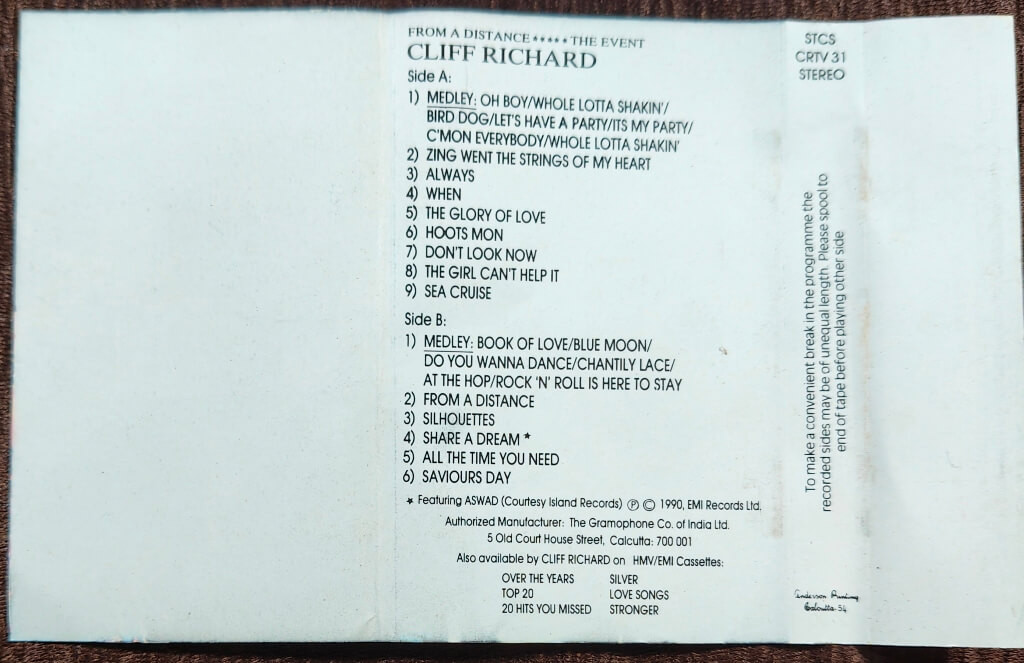 FROM A DISTANCE ★★★★★ THE EVENT
CLIFF RICHARD
Side A:
1) MEDLEY: OH BOY/WHOLE LOTTA SHAKIN'/
BIRD DOG/LET'S HAVE A PARTY/ITS MY PARTY/
C'MON EVERYBODY/WHOLE LOTTA SHAKIN'
2) ZING WENT THE STRINGS OF MY HEART
3) ALWAYS
4) WHEN
5) THE GLORY OF LOVE
6) HOOTS MON
7) DON'T LOOK NOW
8) THE GIRL CAN'T HELP IT
9) SEA CRUISE
Side B:
1) MEDLEY: BOOK OF LOVE/BLUE MOON/
DO YOU WANNA DANCE/CHANTILY LACE/
AT THE HOP/ROCK 'N' ROLL IS HERE TO STAY
2) FROM A DISTANCE
3) SILHOUETTES
4) SHARE A DREAM ★
5) ALL THE TIME YOU NEED
6) SAVIOURS DAY
★ Featuring ASWAD (Courtesy Island Records) ℗ © 1990, EMI Records Ltd.
Authorized Manufacturer: The Gramophone Co. of India Ltd.
5 Old Court House Street, Calcutta: 700 001
Also available by CLIFF RICHARD on HMV/EMI Cassettes:
OVER THE YEARS SILVER
TOP 20 LOVE SONGS
20 HITS YOU MISSED STRONGER
STCS
CRTV 31
STEREO
To make a convenient break in the programme the
recorded sides may be of unequal length. Please spool to
end of tape before playing other side
Anderson Printing
Calcutta-54